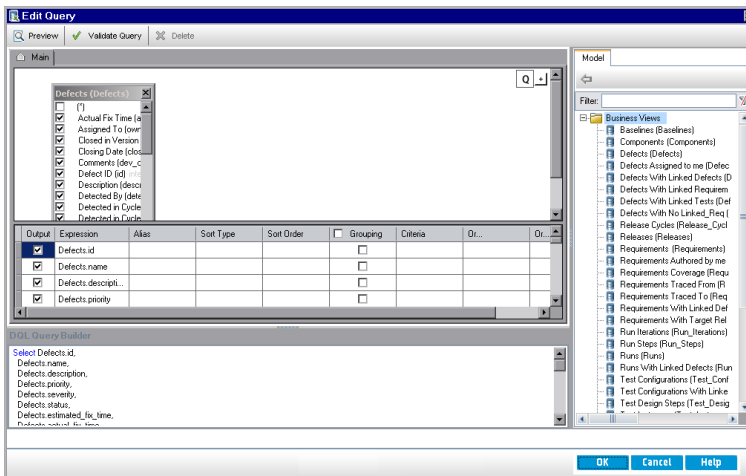 Edit Query
Preview Validate Query Delete
Main
Q
Defects (Defects) X
(*)
Actual Fix Time (a
Assigned To (own
Closed in Version
Closing Date (clos
Comments (dev_c
Defect ID (id) inte
Description (descri
Detected By (dete
Detected in Cycle
Detected in Cycle
Output Expression Alias Sort Type Sort Order Grouping Criteria Or... Or...
Defects.id
Defects.name
Defects.descripti...
Defects.priority
DQL Query Builder
Select Defects.id,
Defects.name,
Defects.description,
Defects.priority,
Defects.severity,
Defects.status,
Defects.estimated_fix_time,
Defects.actual_fix_time
Model
Filter:
Business Views
Baselines (Baselines)
Components (Components)
Defects (Defects)
Defects Assigned to me (Defec
Defects With Linked Defects (D
Defects With Linked Requirem
Defects With Linked Tests (Def
Defects With No Linked_Req (
Release Cycles (Release_Cycl
Releases (Releases)
Requirements (Requirements)
Requirements Authored by me
Requirements Coverage (Requ
Requirements Traced From (R
Requirements Traced To (Req
Requirements With Linked Def
Requirements With Target Rel
Run Iterations (Run_Iterations)
Run Steps (Run_Steps)
Runs (Runs)
Runs With Linked Defects (Run
Test Configurations (Test_Conf
Test Configurations With Linke
Test Design Steps (Test_Desig
OK Cancel Help